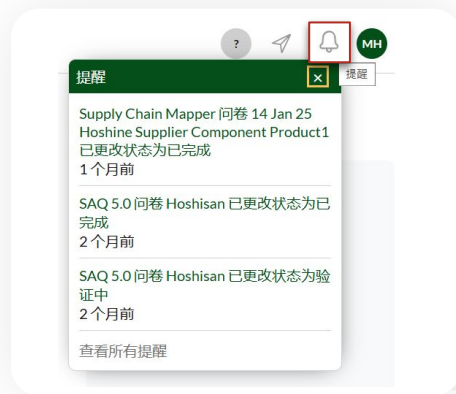 ?
MH
提醒
×
提醒
Supply Chain Mapper 问卷 14 Jan 25
Hoshine Supplier Component Product1
已更改状态为已完成
1 个月前
SAQ 5.0 问卷 Hoshisan 已更改状态为已
完成
2 个月前
SAQ 5.0 问卷 Hoshisan 已更改状态为验
证中
2 个月前
查看所有提醒